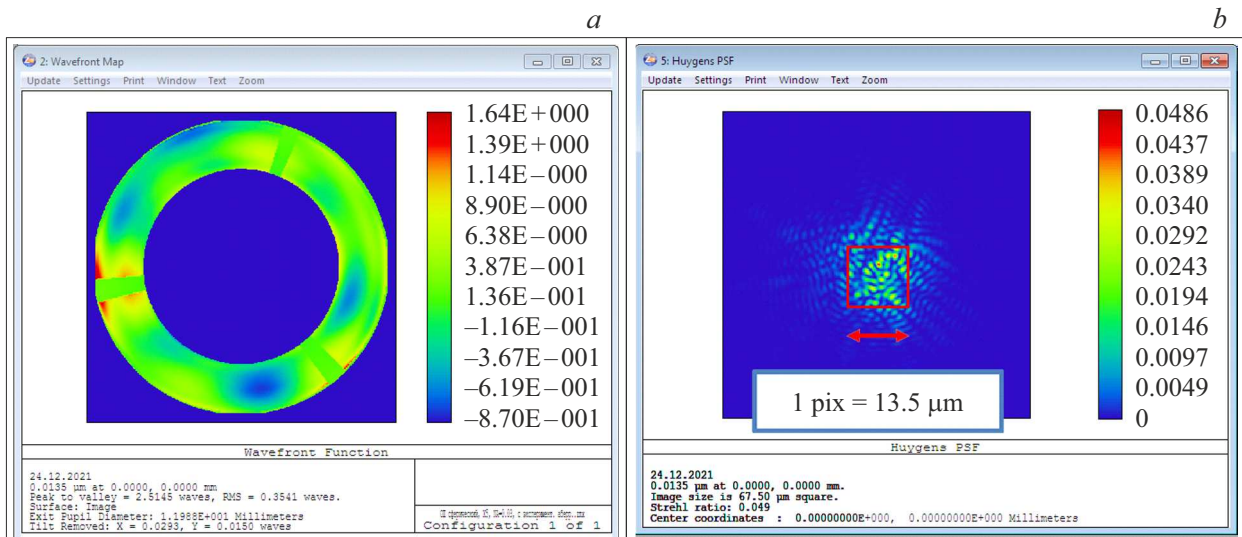 a
b
2: Wavefront Map
Update Settings Print Window Text Zoom
1.64E+000
1.39E+000
1.14E−000
8.90E−000
6.38E−000
3.87E−001
1.36E−001
−1.16E−001
−3.67E−001
−6.19E−001
−8.70E−001
Wavefront Function
24.12.2021
0.0135 µm at 0.0000, 0.0000 mm
Peak to valley = 2.5145 waves, RMS = 0.3541 waves.
Surface: Image
Exit Pupil Diameter: 1.1988E+001 Millimeters
Tilt Removed: X = 0.0293, Y = 0.0150 waves
Configuration 1 of 1
5: Huygens PSF
Update Settings Print Window Text Zoom
0.0486
0.0437
0.0389
0.0340
0.0292
0.0243
0.0194
0.0146
0.0097
0.0049
0
1 pix = 13.5 µm
Huygens PSF
24.12.2021
0.0135 µm at 0.0000, 0.0000 mm.
Image size is 67.50 µm square.
Strehl ratio: 0.049
Center coordinates : 0.00000000E+000, 0.00000000E+000 Millimeters